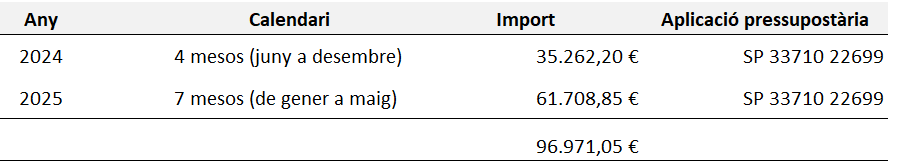 Any Calendari Import Aplicació pressupostària
2024 4 mesos (juny a desembre) 35.262,20 € SP 33710 22699
2025 7 mesos (de gener a maig) 61.708,85 € SP 33710 22699
96.971,05 €